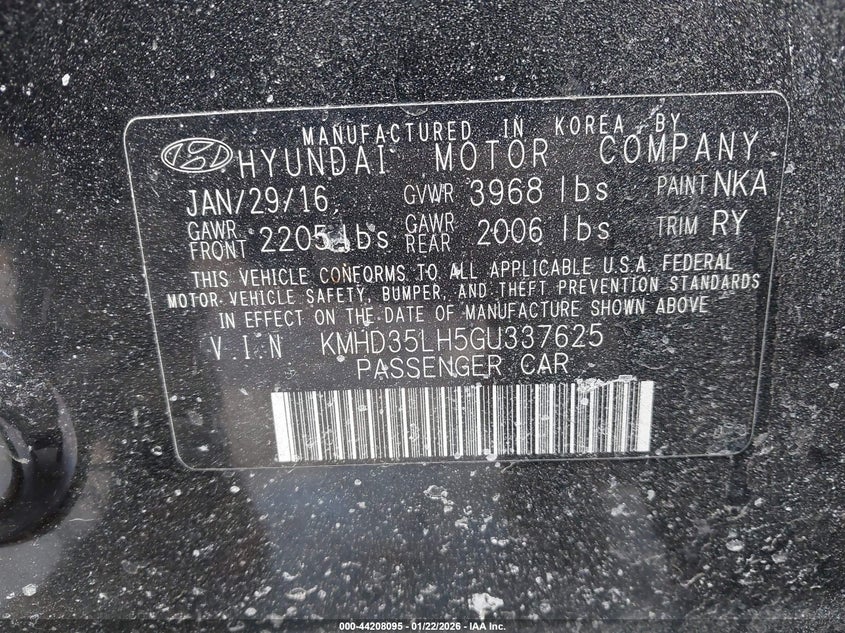 MANUFACTURED IN KOREA BY
HYUNDAI MOTOR COMPANY
JAN/29/16, GVWR 3968 lbs PAINT NKA
GAWR FRONT 2205 lbs GAWR REAR 2006 lbs TRIM RY
THIS VEHICLE CONFORMS TO ALL APPLICABLE U.S.A. FEDERAL
MOTOR-VEHICLE SAFETY, BUMPER, AND THEFT PREVENTION STANDARDS
IN EFFECT ON THE DATE OF MANUFACTURE SHOWN ABOVE
V.I.N KMHD35LH5GU337625
PASSENGER CAR
000-44208095 - 01/22/2026 - IAA Inc.